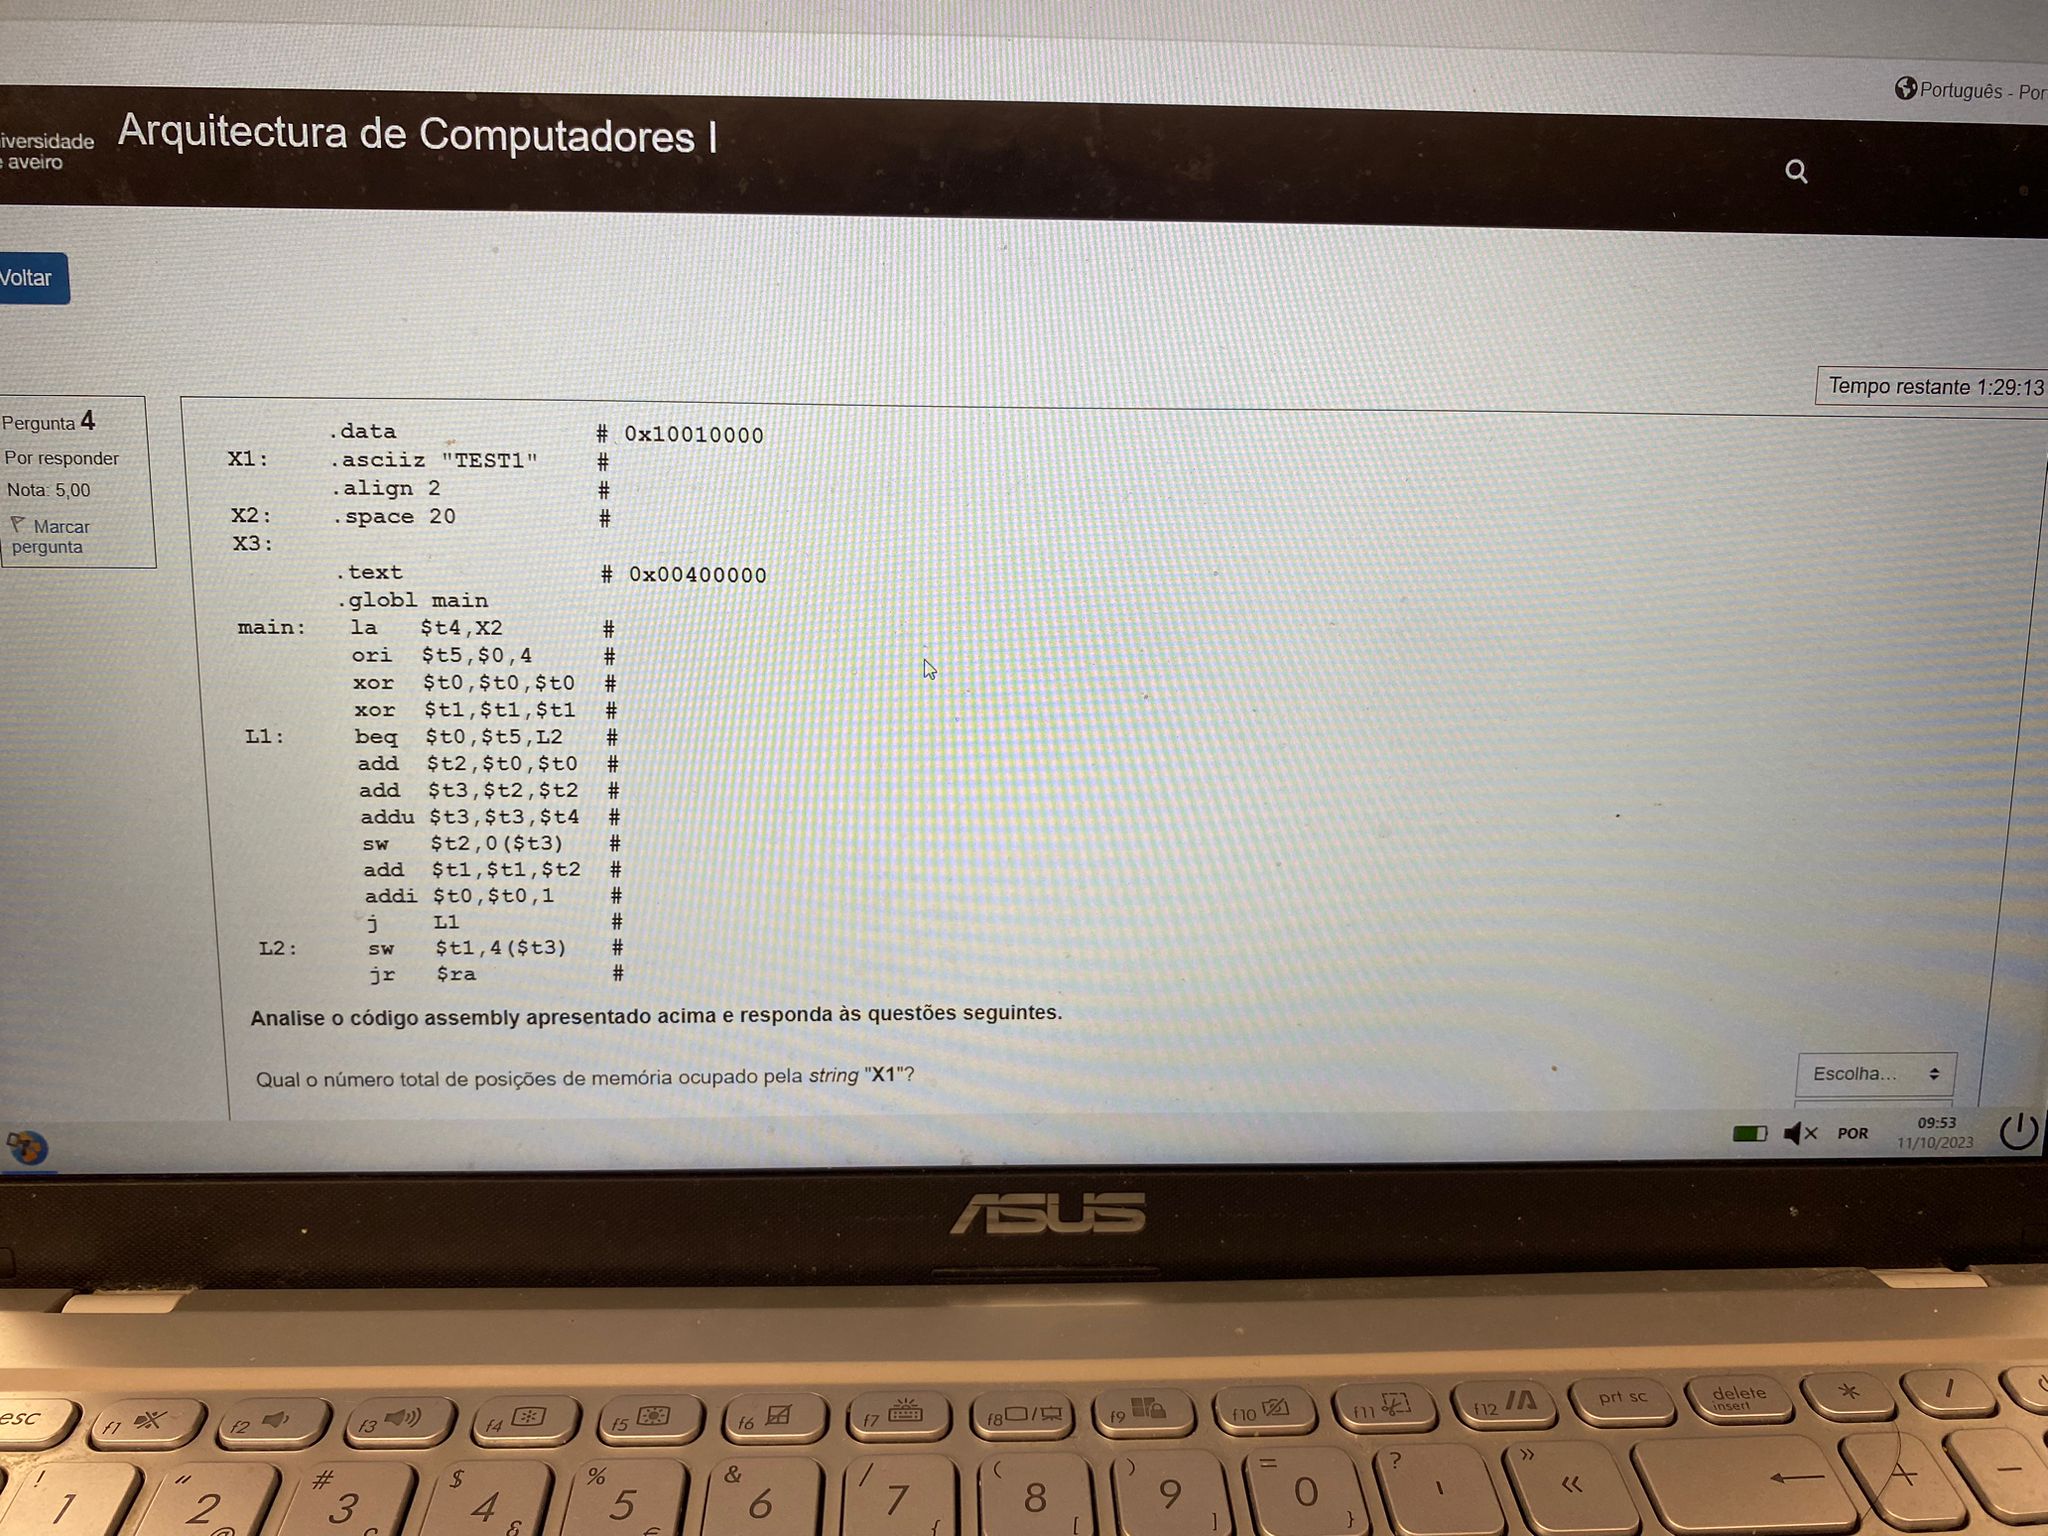 Português - Por
iversidade
e aveiro
Arquitectura de Computadores I
Voltar
Tempo restante 1:29:13
Pergunta 4
Por responder
Nota: 5,00
Marcar
pergunta
.data # 0x10010000
X1: .asciiz "TEST1" #
.align 2 #
X2: .space 20 #
X3:
.text # 0x00400000
.globl main
main: la $t4,X2 #
ori $t5,$0,4 #
xor $t0,$t0,$t0 #
xor $t1,$t1,$t1 #
L1: beq $t0,$t5,L2 #
add $t2,$t0,$t0 #
add $t3,$t2,$t2 #
addu $t3,$t3,$t4 #
sw $t2,0($t3) #
add $t1,$t1,$t2 #
addi $t0,$t0,1 #
j L1 #
L2: sw $t1,4($t3) #
jr $ra #
Analise o código assembly apresentado acima e responda às questões seguintes.
Qual o número total de posições de memória ocupado pela string "X1"?
Escolha...
POR
09:53
11/10/2023
ASUS
esc f1 f2 f3 f4 f5 f6 f7 f8 f9 f10 f11 f12 prt sc delete insert * /
! 1 " 2 # 3 $ 4 % 5 & 6 / 7 { ( 8 [ ) 9 ] = 0 } ? ' » « + -